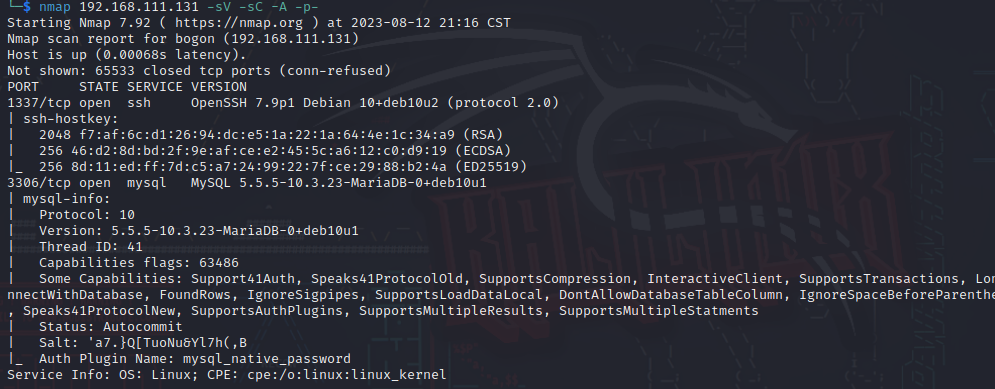 └─$ nmap 192.168.111.131 -sV -sC -A -p-
Starting Nmap 7.92 ( https://nmap.org ) at 2023-08-12 21:16 CST
Nmap scan report for bogon (192.168.111.131)
Host is up (0.00068s latency).
Not shown: 65533 closed tcp ports (conn-refused)
PORT     STATE SERVICE VERSION
1337/tcp open  ssh     OpenSSH 7.9p1 Debian 10+deb10u2 (protocol 2.0)
| ssh-hostkey:
|   2048 f7:af:6c:d1:26:94:dc:e5:1a:22:1a:64:4e:1c:34:a9 (RSA)
|   256 46:d2:8d:bd:2f:9e:af:ce:e2:45:5c:a6:12:c0:d9:19 (ECDSA)
|_  256 8d:11:ed:ff:7d:c5:a7:24:99:22:7f:ce:29:88:b2:4a (ED25519)
3306/tcp open  mysql   MySQL 5.5.5-10.3.23-MariaDB-0+deb10u1
| mysql-info:
|   Protocol: 10
|   Version: 5.5.5-10.3.23-MariaDB-0+deb10u1
|   Thread ID: 41
|   Capabilities flags: 63486
|   Some Capabilities: Support41Auth, Speaks41ProtocolOld, SupportsCompression, InteractiveClient, SupportsTransactions, Lon
nnectWithDatabase, FoundRows, IgnoreSigpipes, SupportsLoadDataLocal, DontAllowDatabaseTableColumn, IgnoreSpaceBeforeParenthe
, Speaks41ProtocolNew, SupportsAuthPlugins, SupportsMultipleResults, SupportsMultipleStatments
|   Status: Autocommit
|   Salt: 'a7.}Q[TuoNu&Yl7h(,B
|_  Auth Plugin Name: mysql_native_password
Service Info: OS: Linux; CPE: cpe:/o:linux:linux_kernel
KALI LINUX